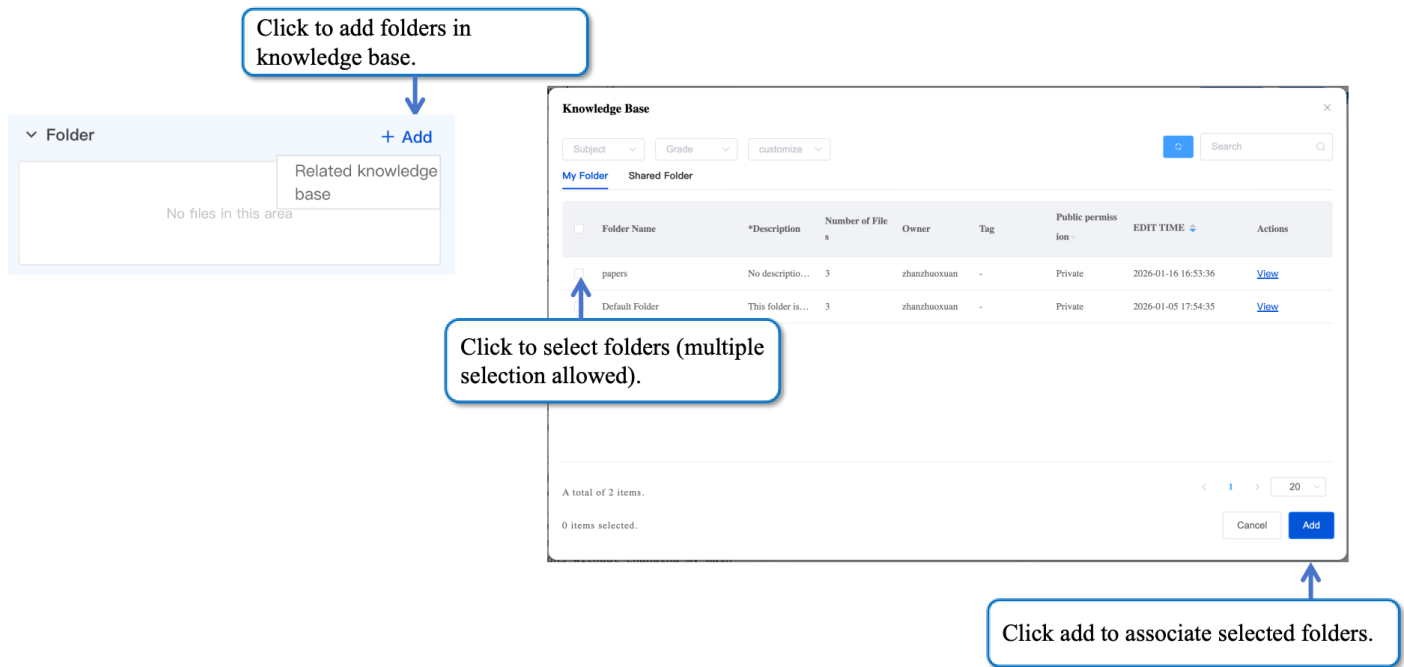 Click to add folders in
knowledge base.
Folder
+ Add
Related knowledge
base
No files in this area
Knowledge Base
Subject
Grade
customize
Search
My Folder
Shared Folder
Folder Name
*Description
Number of File
s
Owner
Tag
Public permiss
ion
EDIT TIME
Actions
papers
No descriptio...
3
zhanzhuoxuan
-
Private
2026-01-16 16:53:36
View
Default Folder
This folder is...
3
zhanzhuoxuan
-
Private
2026-01-05 17:54:35
View
Click to select folders (multiple
selection allowed).
A total of 2 items.
1
20
0 items selected.
Cancel
Add
Click add to associate selected folders.